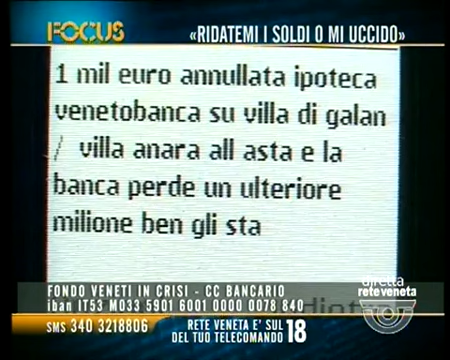 FOCUS
«RIDATEMI I SOLDI O MI UCCIDO»
1 mil euro annullata ipoteca
venetobanca su villa di galan
/ villa anara all asta e la
banca perde un ulteriore
milione ben gli sta
diretta
reteveneta
FONDO VENETI IN CRISI - CC BANCARIO
iban IT53 M033 5901 6001 0000 0078 840
SMS 340 3218806
RETE VENETA E' SUL
DEL TUO TELECOMANDO
18